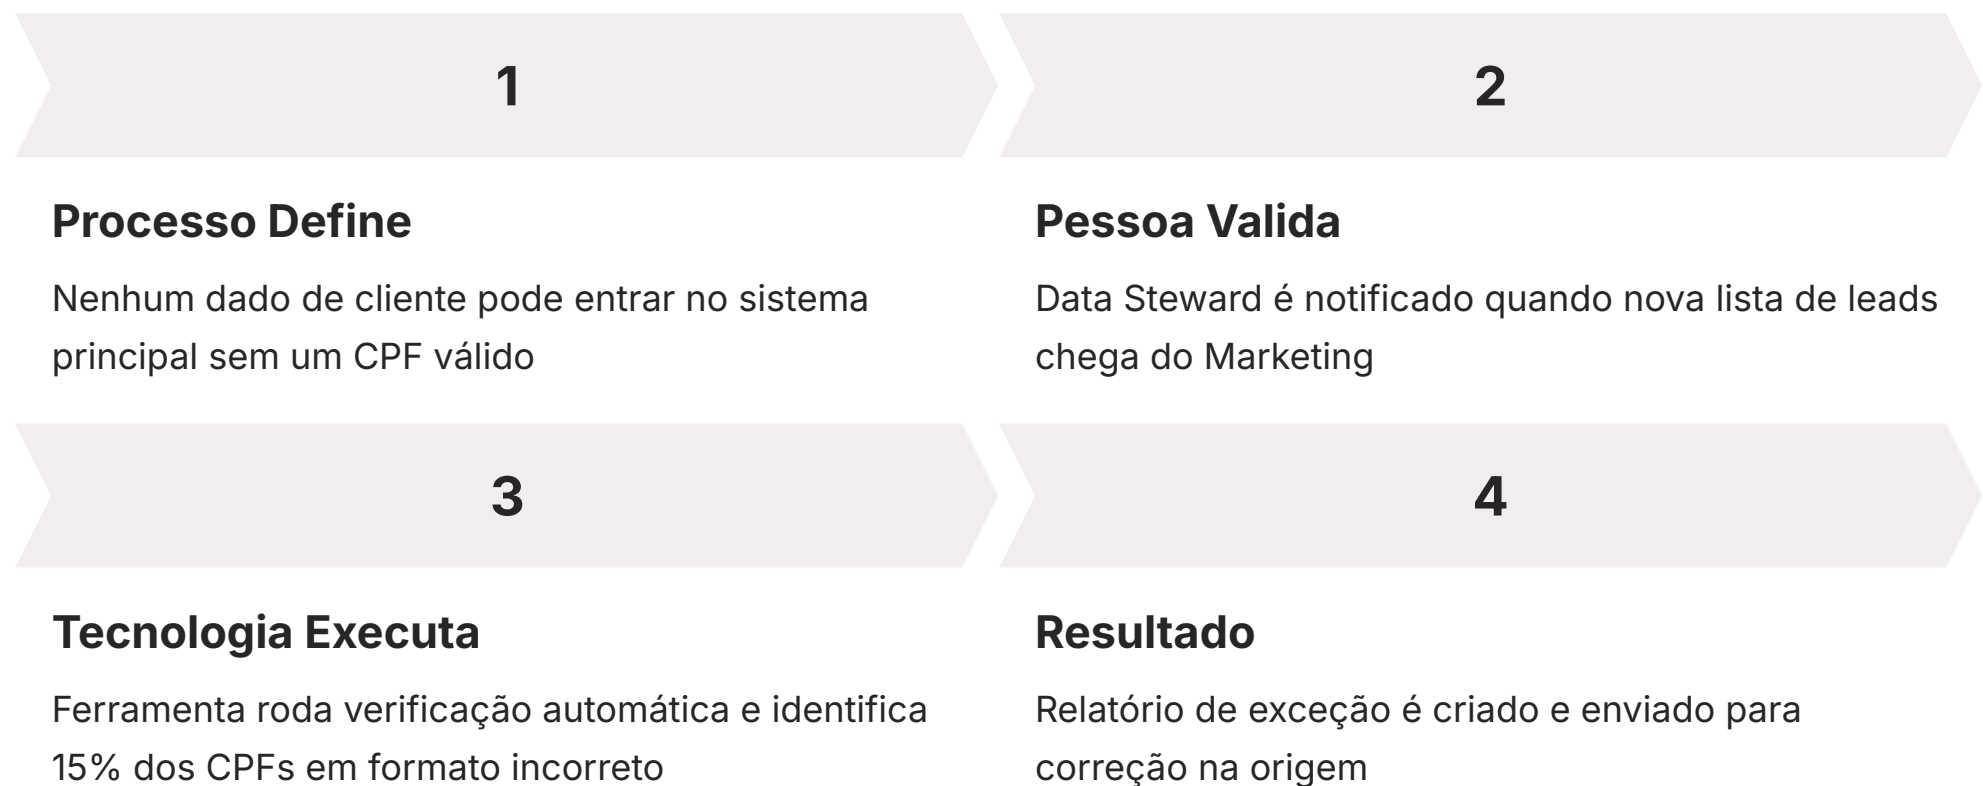 1
2
Processo Define
Nenhum dado de cliente pode entrar no sistema
principal sem um CPF válido
Pessoa Valida
Data Steward é notificado quando nova lista de leads
chega do Marketing
3
4
Tecnologia Executa
Ferramenta roda verificação automática e identifica
15% dos CPFs em formato incorreto
Resultado
Relatório de exceção é criado e enviado para
correção na origem